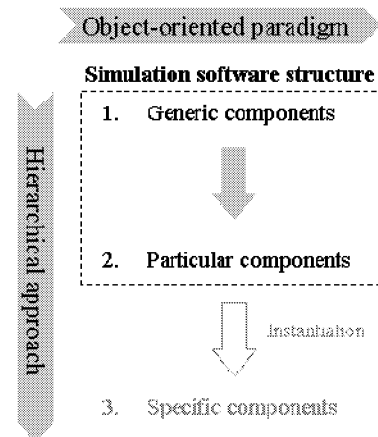 Object-oriented paradigm
Simulation software structure
1. Generic components
2. Particular components
Instantiation
3. Specific components
Hierarchical approach